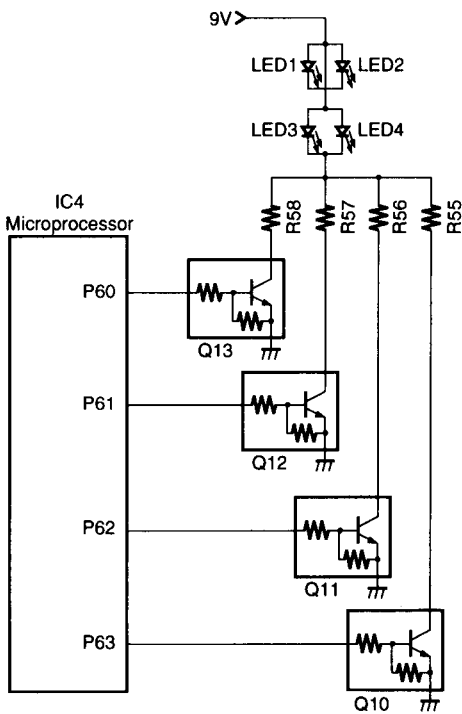 9V
LED1
LED2
LED3
LED4
IC4
Microprocessor
R58
R57
R56
R55
P60
Q13
P61
Q12
P62
Q11
P63
Q10